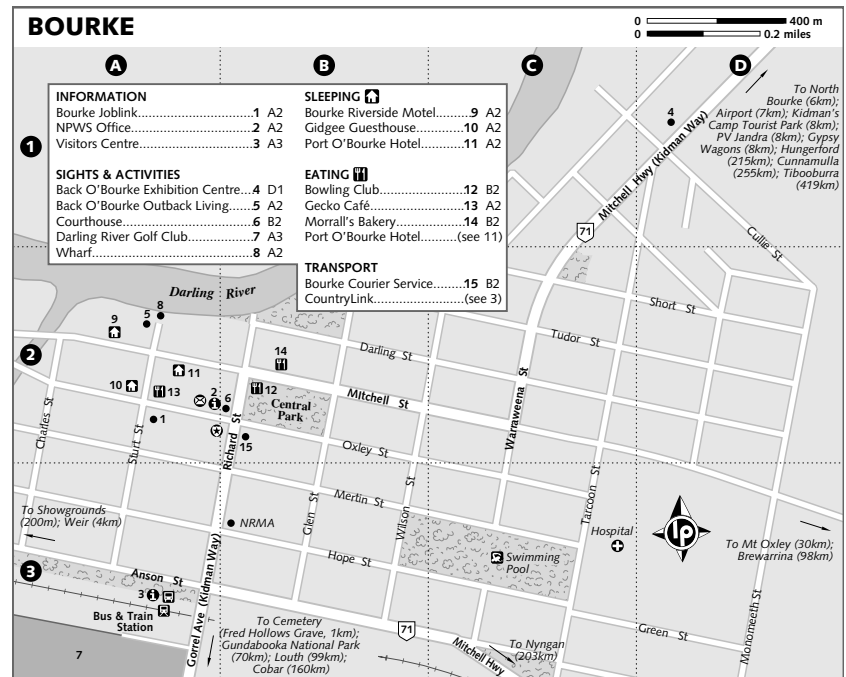 BOURKE
0 400 m
0 0.2 miles
A B C D
1
2
3
INFORMATION
Bourke Joblink.....................................1 A2
NPWS Office.......................................2 A2
Visitors Centre....................................3 A3
SIGHTS & ACTIVITIES
Back O'Bourke Exhibition Centre...4 D1
Back O'Bourke Outback Living.......5 A2
Courthouse.........................................6 B2
Darling River Golf Club.....................7 A3
Wharf...................................................8 A2
SLEEPING
Bourke Riverside Motel.........9 A2
Gidgee Guesthouse..............10 A2
Port O'Bourke Hotel.............11 A2
EATING
Bowling Club.........................12 B2
Gecko Café............................13 A2
Morrall's Bakery....................14 B2
Port O'Bourke Hotel.........(see 11)
TRANSPORT
Bourke Courier Service........15 B2
CountryLink........................(see 3)
4
To North
Bourke (6km);
Airport (7km); Kidman's
Camp Tourist Park (8km);
PV Jandra (8km); Gypsy
Wagons (8km); Hungerford
(215km); Cunnamulla
(255km); Tibooburra
(419km)
Mitchell Hwy (Kidman Way)
71
Cullie St
Darling River
Short St
Tudor St
Darling St
Mitchell St
Warraweena St
9
5
8
10
11
13
14
12
2
6
1
15
Central
Park
Charles St
Sturt St
Richard St
Oxley St
Mertin St
Glen St
Wilson St
Tarcoon St
To Showgrounds
(200m); Weir (4km)
NRMA
Hospital
lp
Hope St
Swimming
Pool
To Mt Oxley (30km);
Brewarrina (98km)
Anson St
3
Bus & Train
Station
Gorrel Ave (Kidman Way)
To Cemetery
(Fred Hollows Grave, 1km);
Gundabooka National Park
(70km); Louth (99km);
Cobar (160km)
71
Mitchell Hwy
To Nyngan
(203km)
Green St
Monomeeth St
7